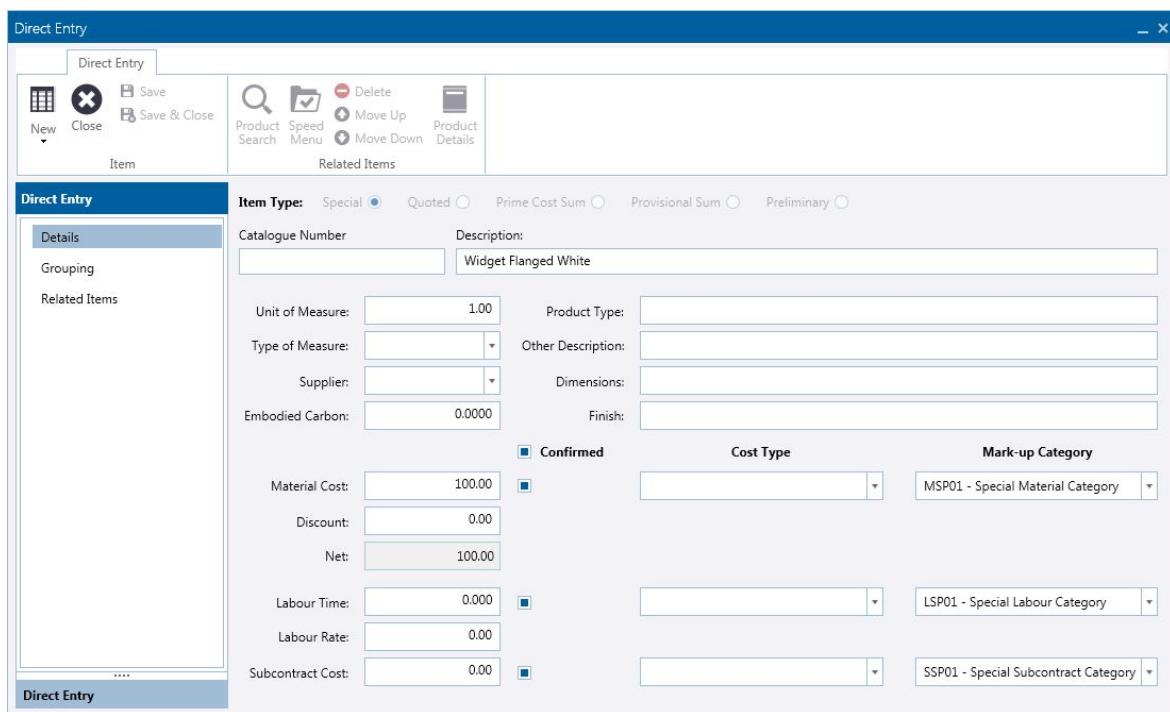 Direct Entry
Direct Entry
New
Close
Save
Save & Close
Item
Product Search
Speed Menu
Delete
Move Up
Move Down
Product Details
Related Items
Direct Entry
Details
Grouping
Related Items
Direct Entry
Item Type: Special Quoted Prime Cost Sum Provisional Sum Preliminary
Catalogue Number Description:
Widget Flanged White
Unit of Measure: 1.00 Product Type:
Type of Measure: Other Description:
Supplier: Dimensions:
Embodied Carbon: 0.0000 Finish:
Confirmed Cost Type Mark-up Category
Material Cost: 100.00 MSP01 - Special Material Category
Discount: 0.00
Net: 100.00
Labour Time: 0.000 LSP01 - Special Labour Category
Labour Rate: 0.00
Subcontract Cost: 0.00 SSP01 - Special Subcontract Category